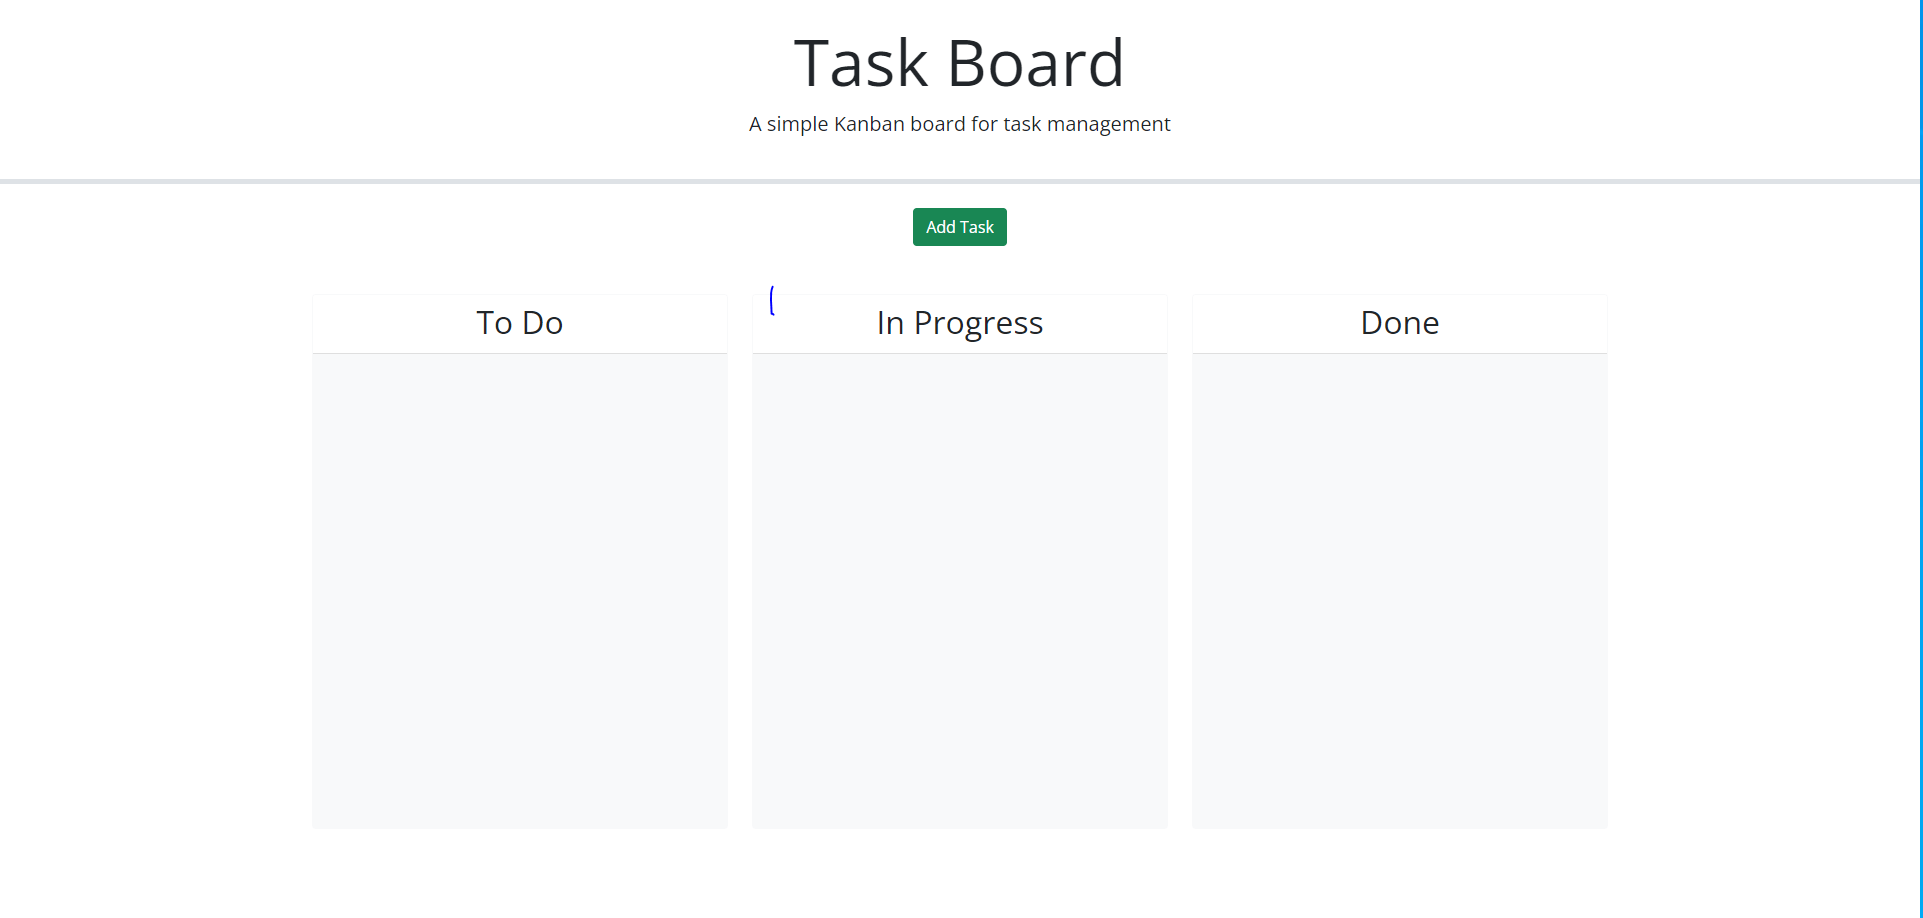 Task Board
A simple Kanban board for task management
Add Task
To Do
In Progress
Done